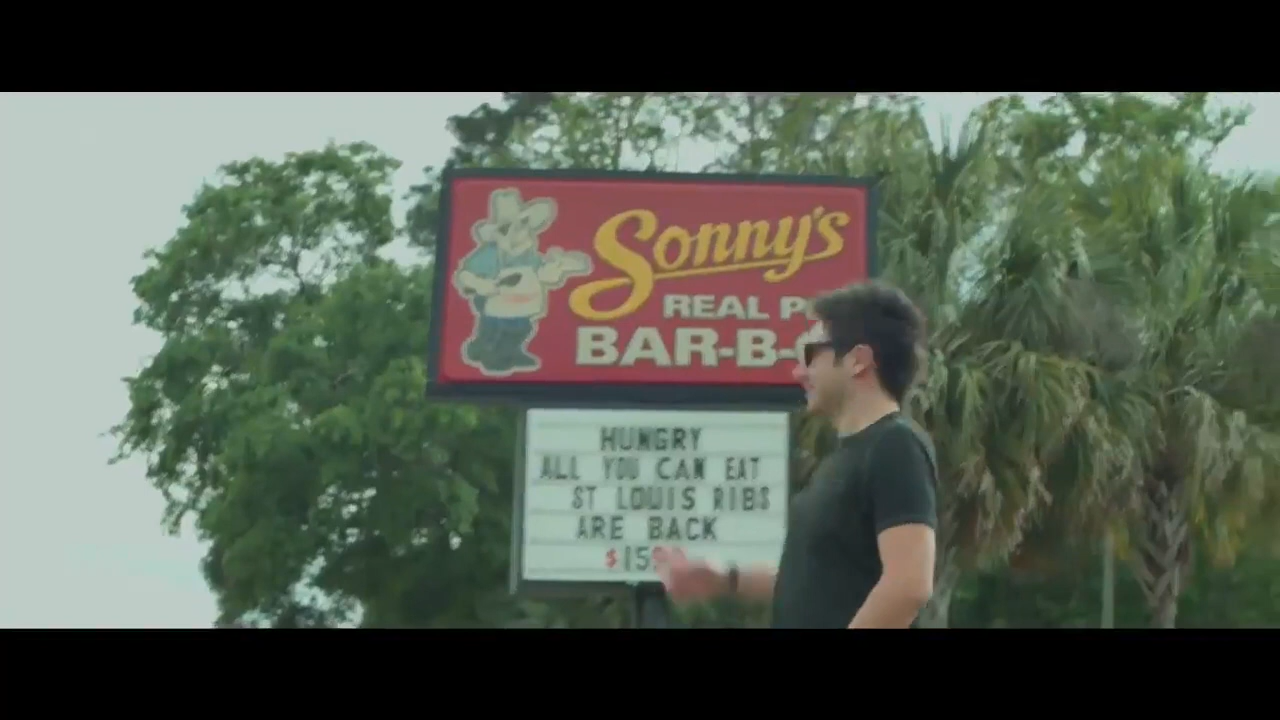 Sonny's
REAL
BAR-B-
HUNGRY
ALL YOU CAN EAT
ST LOUIS RIBS
ARE BACK